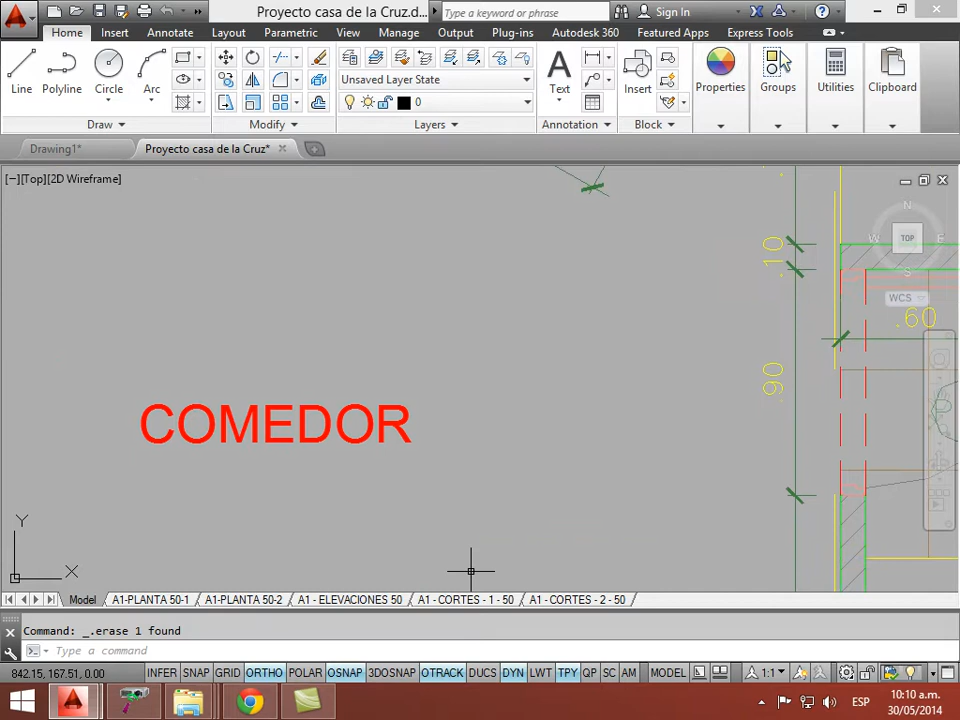 Proyecto casa de la Cruz.d...
Type a keyword or phrase
Sign In
Home Insert Annotate Layout Parametric View Manage Output Plug-ins Autodesk 360 Featured Apps Express Tools
Unsaved Layer State
0
Line Polyline Circle Arc Text Insert Properties Groups Utilities Clipboard
Draw Modify Layers Annotation Block
Drawing1* Proyecto casa de la Cruz*
[−][Top][2D Wireframe]
N
W TOP E
S
WCS
.10
.60
.90
COMEDOR
Y
X
Model A1-PLANTA 50-1 A1-PLANTA 50-2 A1 - ELEVACIONES 50 A1 - CORTES - 1 - 50 A1 - CORTES - 2 - 50
Command: _.erase 1 found
Type a command
842.15, 167.51, 0.00 INFER SNAP GRID ORTHO POLAR OSNAP 3DOSNAP OTRACK DUCS DYN LWT TPY QP SC AM MODEL 1:1
ESP
10:10 a.m.
30/05/2014